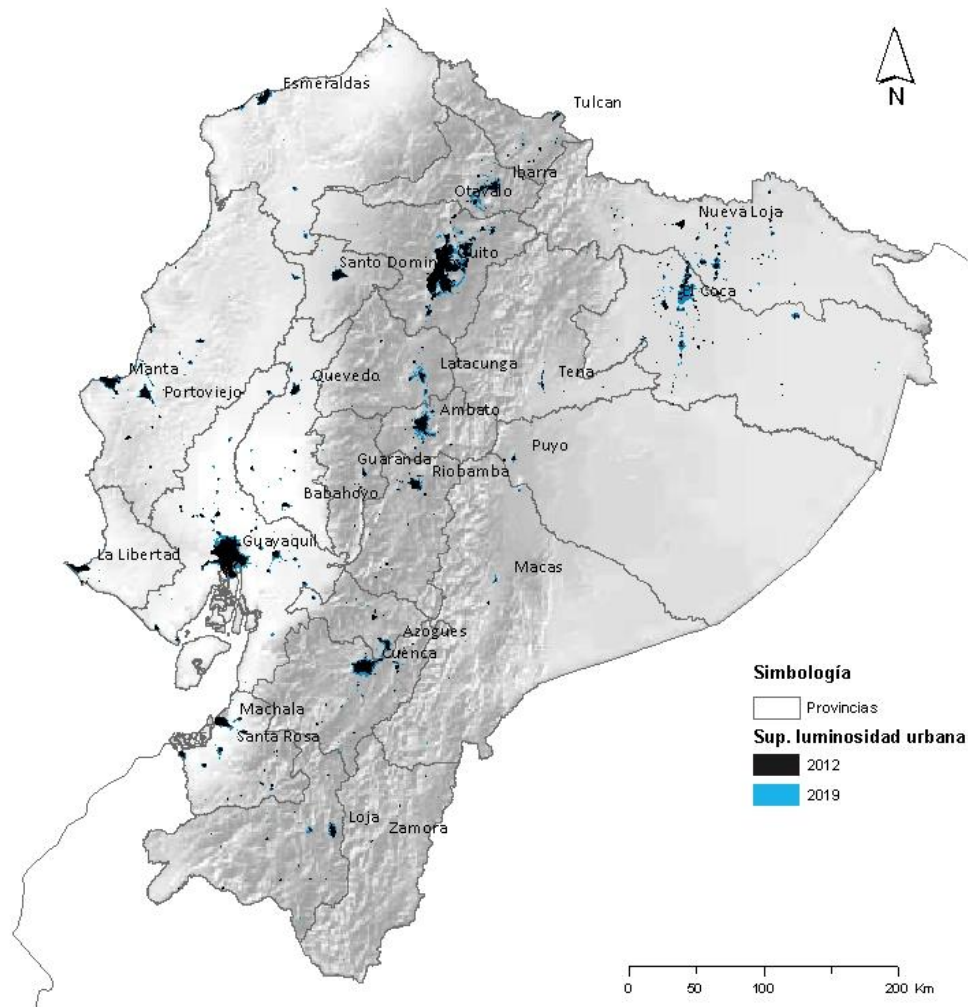 Esmeraldas
Tulcan
N
Ibarra
Otavalo
Nueva Loja
Quito
Santo Domin
Coca
Manta
Portoviejo
Quevedo
Latacunga
Tena
Ambato
Puyo
Guaranda
Riobamba
Babahoyo
Guayaquil
La Libertad
Macas
Azogues
Cuenca
Machala
Santa Rosa
Loja
Zamora
Simbología
Provincias
Sup. luminosidad urbana
2012
2019
0 50 100 200 Km